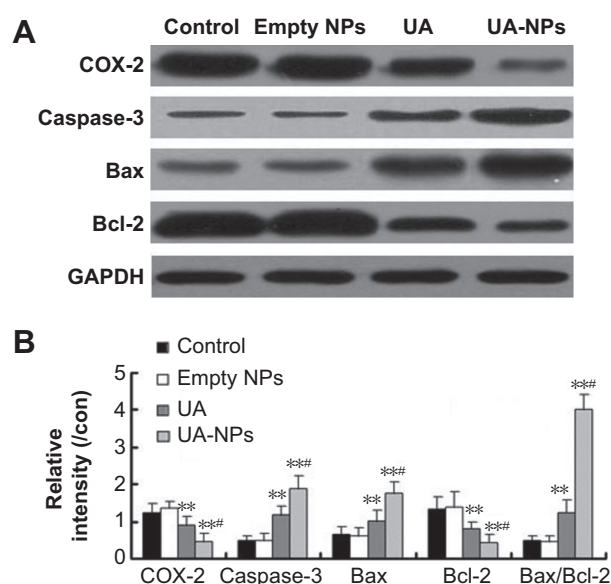 A
Control Empty NPs UA UA-NPs
COX-2
Caspase-3
Bax
Bcl-2
GAPDH
B
Control
Empty NPs
UA
UA-NPs
Relative
intensity (/con)
5
4
3
2
1
0
** **#
** **#
** **#
** **#
** **#
COX-2 Caspase-3 Bax Bcl-2 Bax/Bcl-2